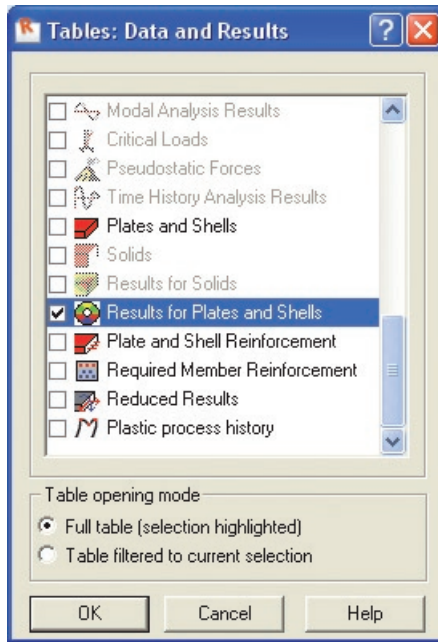 Tables: Data and Results
Modal Analysis Results
Critical Loads
Pseudostatic Forces
Time History Analysis Results
Plates and Shells
Solids
Results for Solids
Results for Plates and Shells
Plate and Shell Reinforcement
Required Member Reinforcement
Reduced Results
Plastic process history
Table opening mode
Full table (selection highlighted)
Table filtered to current selection
OK Cancel Help